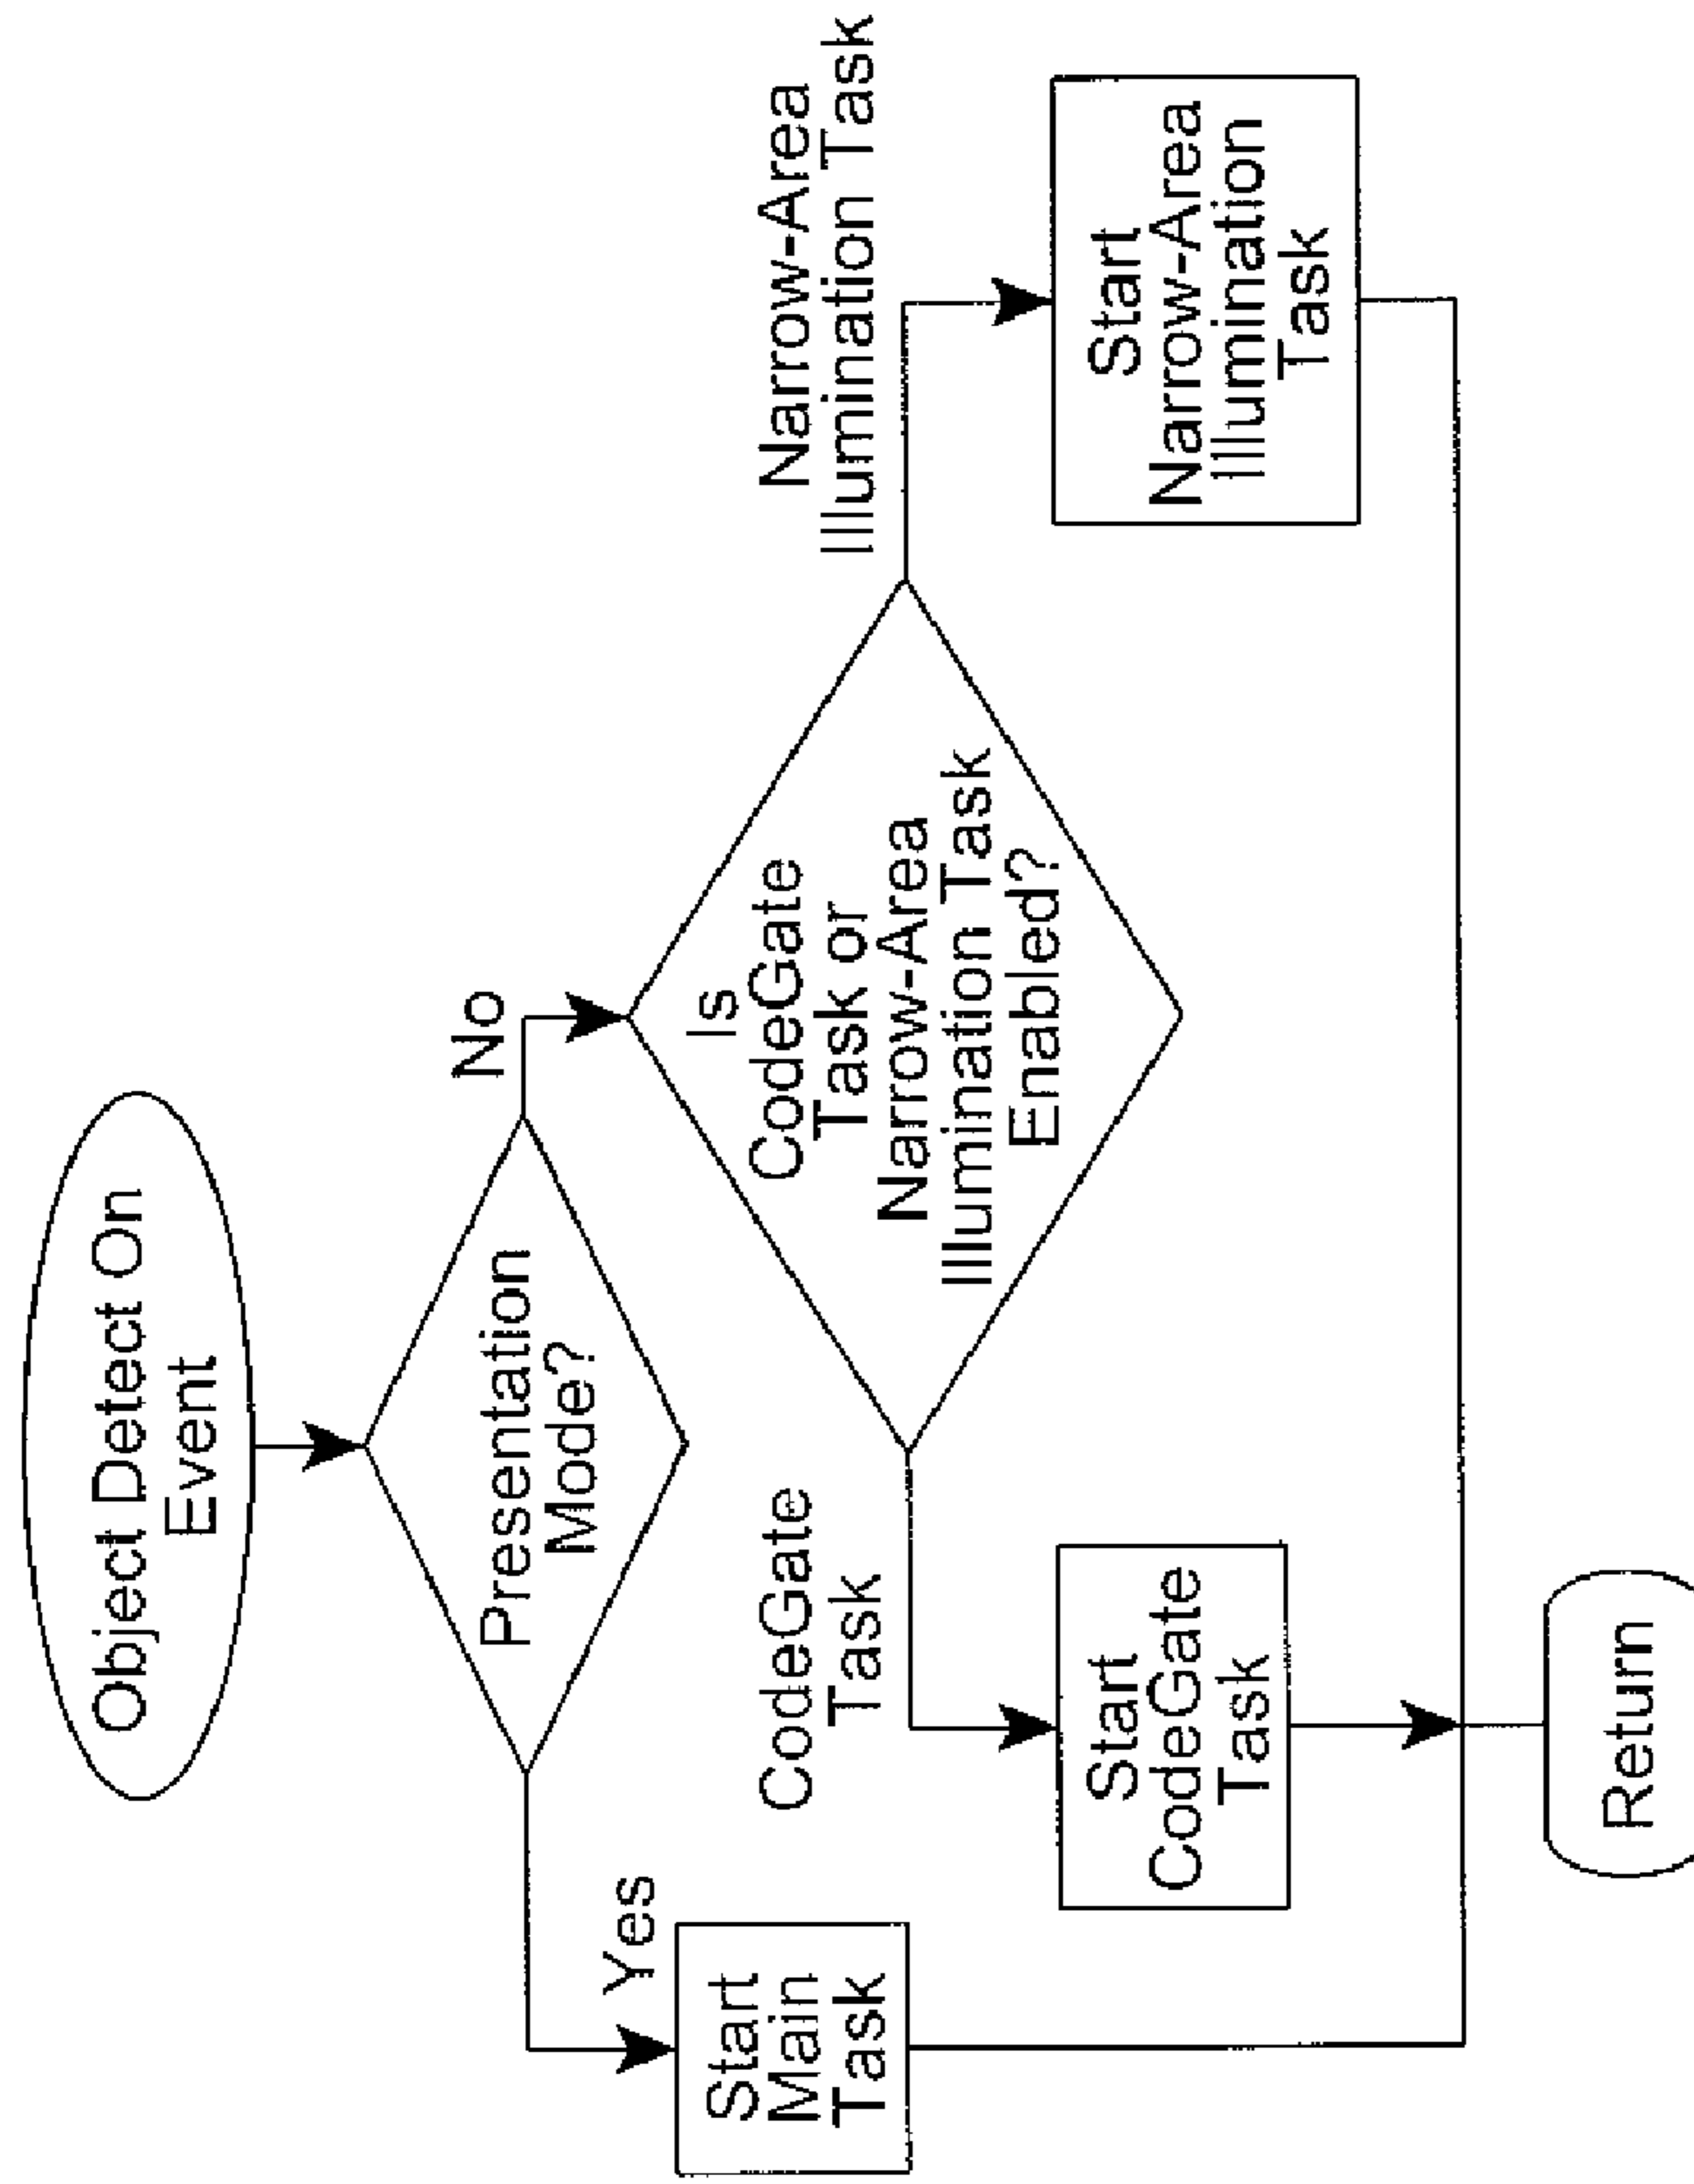 Object Detect On
Event
Presentation
Mode?
Yes
No
Start
Main
Task
Is
CodeGate
Task or
Narrow-Area
Illumination Task
Enabled?
CodeGate
Task
Narrow-Area
Illumination Task
Start
CodeGate
Task
Start
Narrow-Area
Illumination
Task
Return